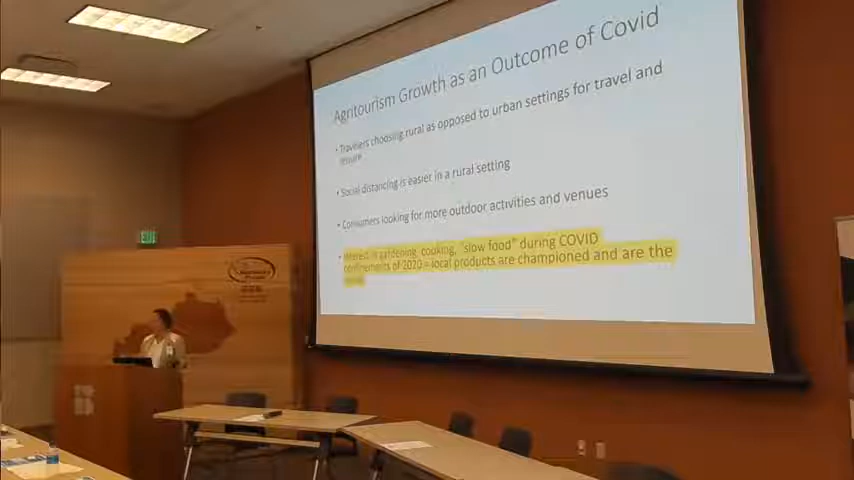 Agritourism Growth as an Outcome of Covid
• Travelers choosing rural as opposed to urban settings for travel and
leisure
• Social distancing is easier in a rural setting
• Consumers looking for more outdoor activities and venues
• Interest in gardening, cooking, "slow food" during COVID
confinements of 2020 – local products are championed and are the